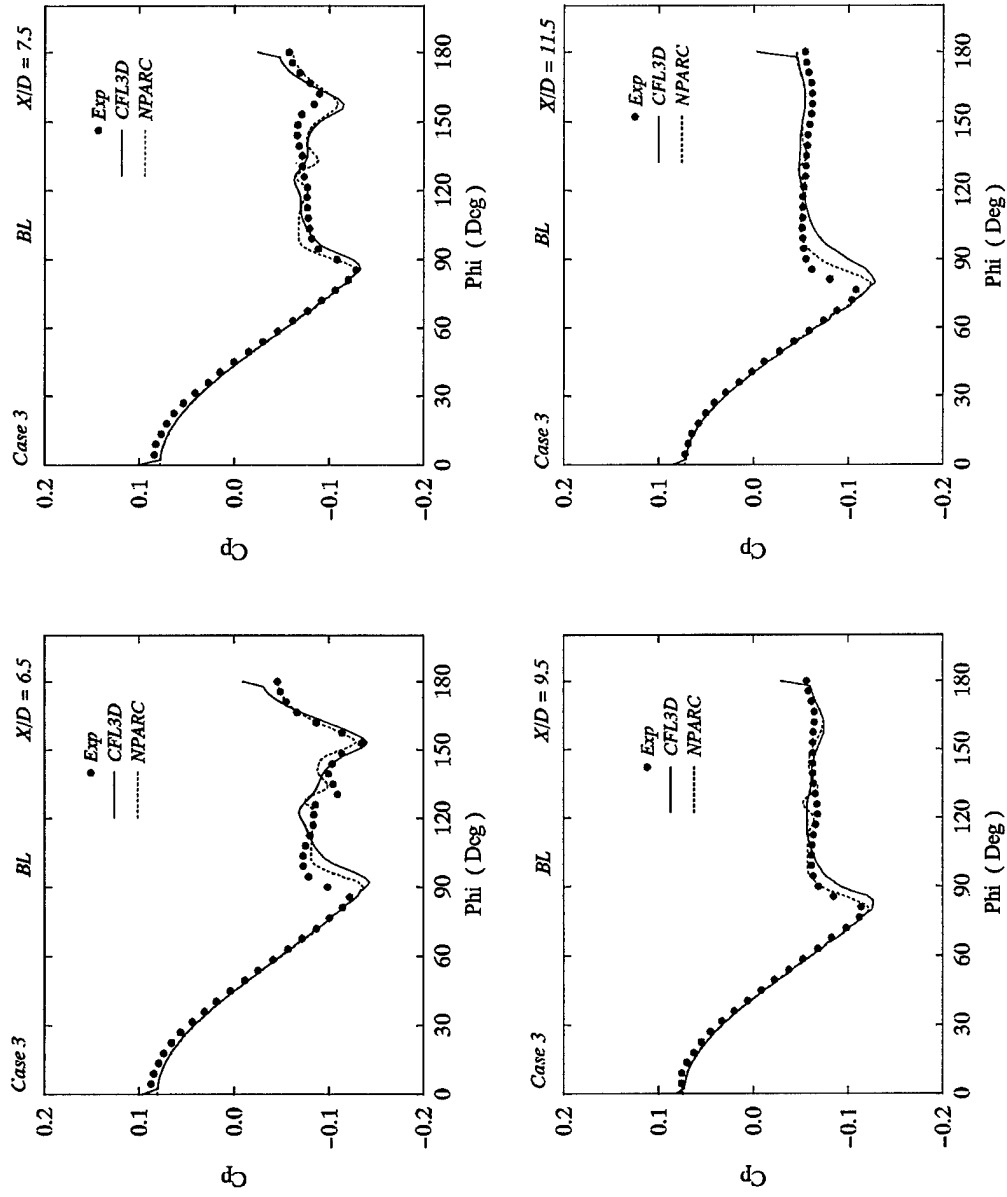 Case 3 BL X/D = 6.5
Exp
CFL3D
NPARC
0.2
0.1
0.0
-0.1
-0.2
Cp
0 30 60 90 120 150 180
Phi ( Deg )
Case 3 BL X/D = 7.5
Exp
CFL3D
NPARC
0.2
0.1
0.0
-0.1
-0.2
Cp
0 30 60 90 120 150 180
Phi ( Deg )
Case 3 BL X/D = 9.5
Exp
CFL3D
NPARC
0.2
0.1
0.0
-0.1
-0.2
Cp
0 30 60 90 120 150 180
Phi ( Deg )
Case 3 BL X/D = 11.5
Exp
CFL3D
NPARC
0.2
0.1
0.0
-0.1
-0.2
Cp
0 30 60 90 120 150 180
Phi ( Deg )